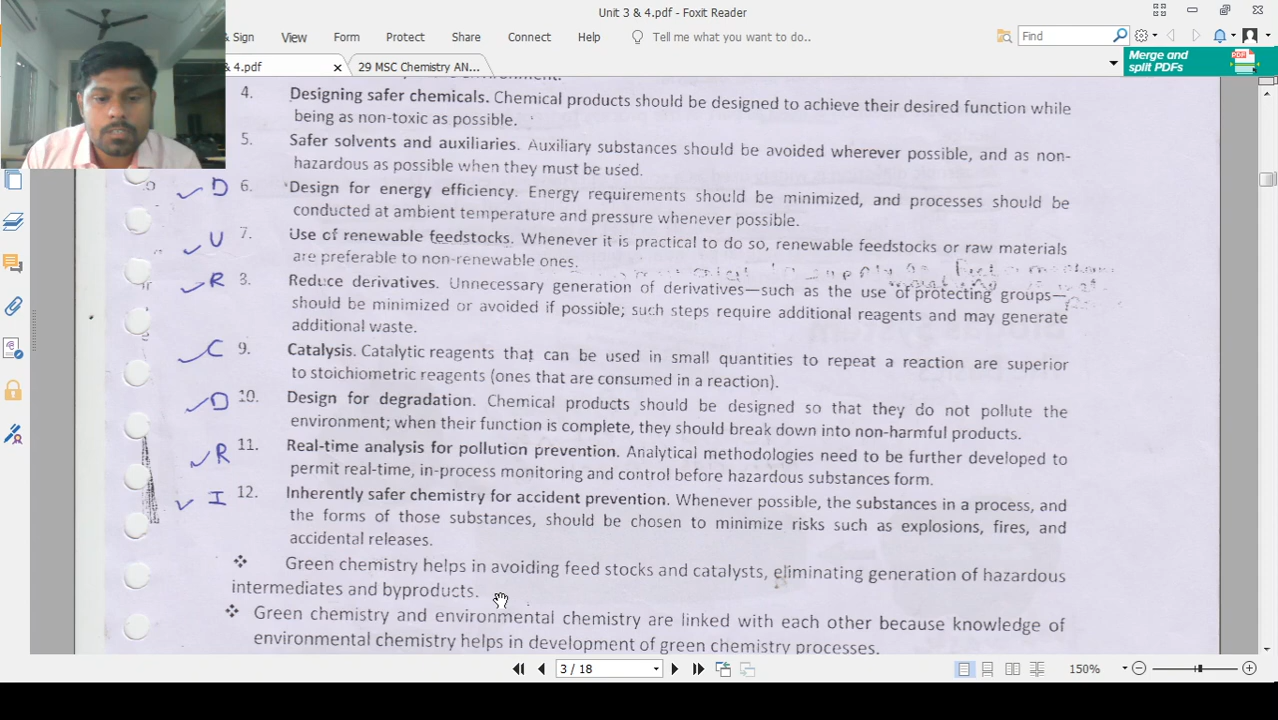 Unit 3 & 4.pdf - Foxit Reader
& Sign View Form Protect Share Connect Help Tell me what you want to do.. Find
& 4.pdf x 29 MSC Chemistry AN...
Merge and
split PDFs
4. Designing safer chemicals. Chemical products should be designed to achieve their desired function while
being as non-toxic as possible.
5. Safer solvents and auxiliaries. Auxiliary substances should be avoided wherever possible, and as non-
hazardous as possible when they must be used.
D 6. Design for energy efficiency. Energy requirements should be minimized, and processes should be
conducted at ambient temperature and pressure whenever possible.
U 7. Use of renewable feedstocks. Whenever it is practical to do so, renewable feedstocks or raw materials
are preferable to non-renewable ones.
R 3. Reduce derivatives. Unnecessary generation of derivatives—such as the use of protecting groups—
should be minimized or avoided if possible; such steps require additional reagents and may generate
additional waste.
C 9. Catalysis. Catalytic reagents that can be used in small quantities to repeat a reaction are superior
to stoichiometric reagents (ones that are consumed in a reaction).
D 10. Design for degradation. Chemical products should be designed so that they do not pollute the
environment; when their function is complete, they should break down into non-harmful products.
R 11. Real-time analysis for pollution prevention. Analytical methodologies need to be further developed to
permit real-time, in-process monitoring and control before hazardous substances form.
I 12. Inherently safer chemistry for accident prevention. Whenever possible, the substances in a process, and
the forms of those substances, should be chosen to minimize risks such as explosions, fires, and
accidental releases.
❖ Green chemistry helps in avoiding feed stocks and catalysts, eliminating generation of hazardous
intermediates and byproducts.
❖ Green chemistry and environmental chemistry are linked with each other because knowledge of
environmental chemistry helps in development of green chemistry processes.
3 / 18 150%